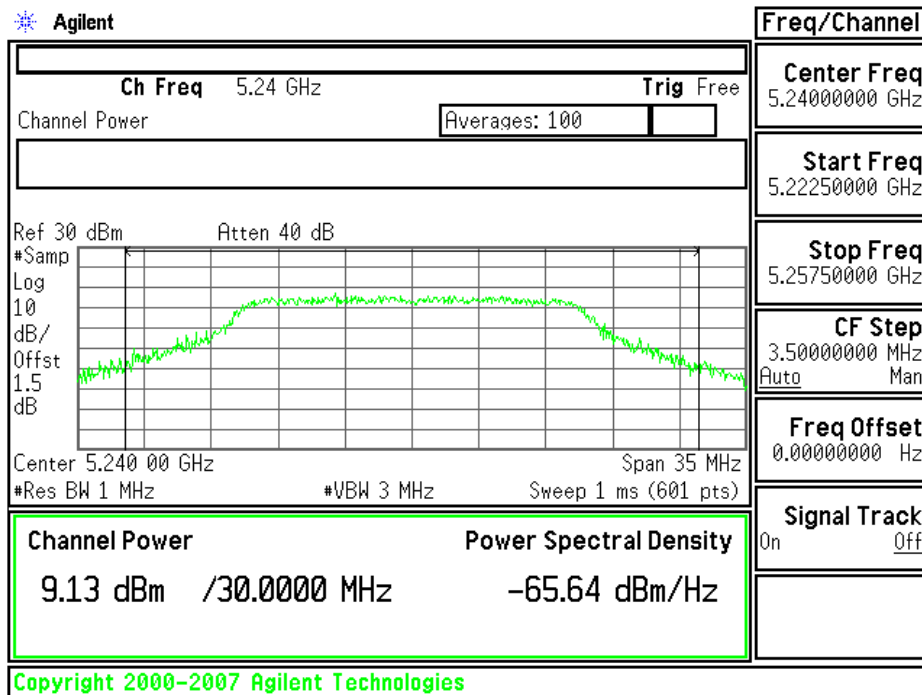 Agilent
Ch Freq 5.24 GHz Trig Free
Channel Power Averages: 100
Ref 30 dBm Atten 40 dB
#Samp
Log
10
dB/
Offst
1.5
dB
Center 5.240 00 GHz Span 35 MHz
#Res BW 1 MHz #VBW 3 MHz Sweep 1 ms (601 pts)
Channel Power Power Spectral Density
9.13 dBm /30.0000 MHz -65.64 dBm/Hz
Copyright 2000-2007 Agilent Technologies
Freq/Channel
Center Freq
5.24000000 GHz
Start Freq
5.22250000 GHz
Stop Freq
5.25750000 GHz
CF Step
3.50000000 MHz
Auto Man
Freq Offset
0.00000000 Hz
Signal Track
On Off